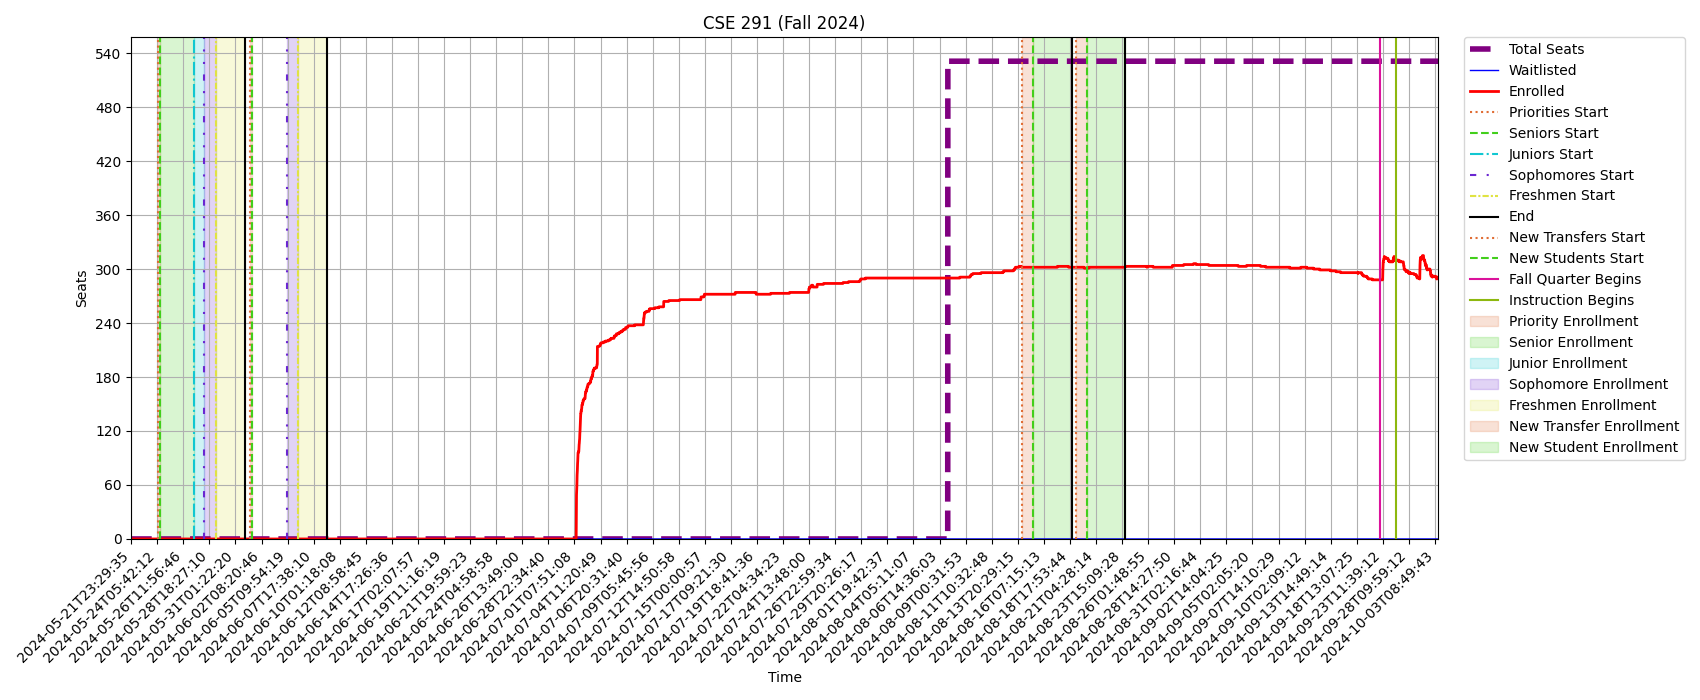 CSE 291 (Fall 2024)
540
480
420
360
300
240
180
120
60
0
Seats
2024-05-21T23:29:35
2024-05-24T05:42:12
2024-05-26T11:56:46
2024-05-28T18:27:10
2024-05-31T01:22:20
2024-06-02T08:20:46
2024-06-05T09:54:19
2024-06-07T17:38:10
2024-06-10T01:18:08
2024-06-12T08:58:45
2024-06-14T17:26:36
2024-06-17T02:07:57
2024-06-19T11:16:19
2024-06-21T19:59:23
2024-06-24T04:58:58
2024-06-26T13:49:00
2024-06-28T22:34:40
2024-07-01T07:51:08
2024-07-04T11:20:49
2024-07-06T20:31:40
2024-07-09T05:45:56
2024-07-12T14:50:58
2024-07-15T00:00:57
2024-07-17T09:21:30
2024-07-19T18:41:36
2024-07-22T04:34:23
2024-07-24T13:48:00
2024-07-26T22:59:34
2024-07-29T20:26:17
2024-08-01T19:42:37
2024-08-04T05:11:07
2024-08-06T14:36:03
2024-08-09T00:31:53
2024-08-11T10:32:48
2024-08-13T20:29:15
2024-08-16T07:15:13
2024-08-18T17:53:44
2024-08-21T04:28:14
2024-08-23T15:09:28
2024-08-26T01:48:55
2024-08-28T14:27:50
2024-08-31T02:16:44
2024-09-02T14:04:25
2024-09-05T02:05:20
2024-09-07T14:10:29
2024-09-10T02:09:12
2024-09-13T14:49:14
2024-09-18T13:07:25
2024-09-23T11:39:12
2024-09-28T09:59:12
2024-10-03T08:49:43
Time
Total Seats
Waitlisted
Enrolled
Priorities Start
Seniors Start
Juniors Start
Sophomores Start
Freshmen Start
End
New Transfers Start
New Students Start
Fall Quarter Begins
Instruction Begins
Priority Enrollment
Senior Enrollment
Junior Enrollment
Sophomore Enrollment
Freshmen Enrollment
New Transfer Enrollment
New Student Enrollment